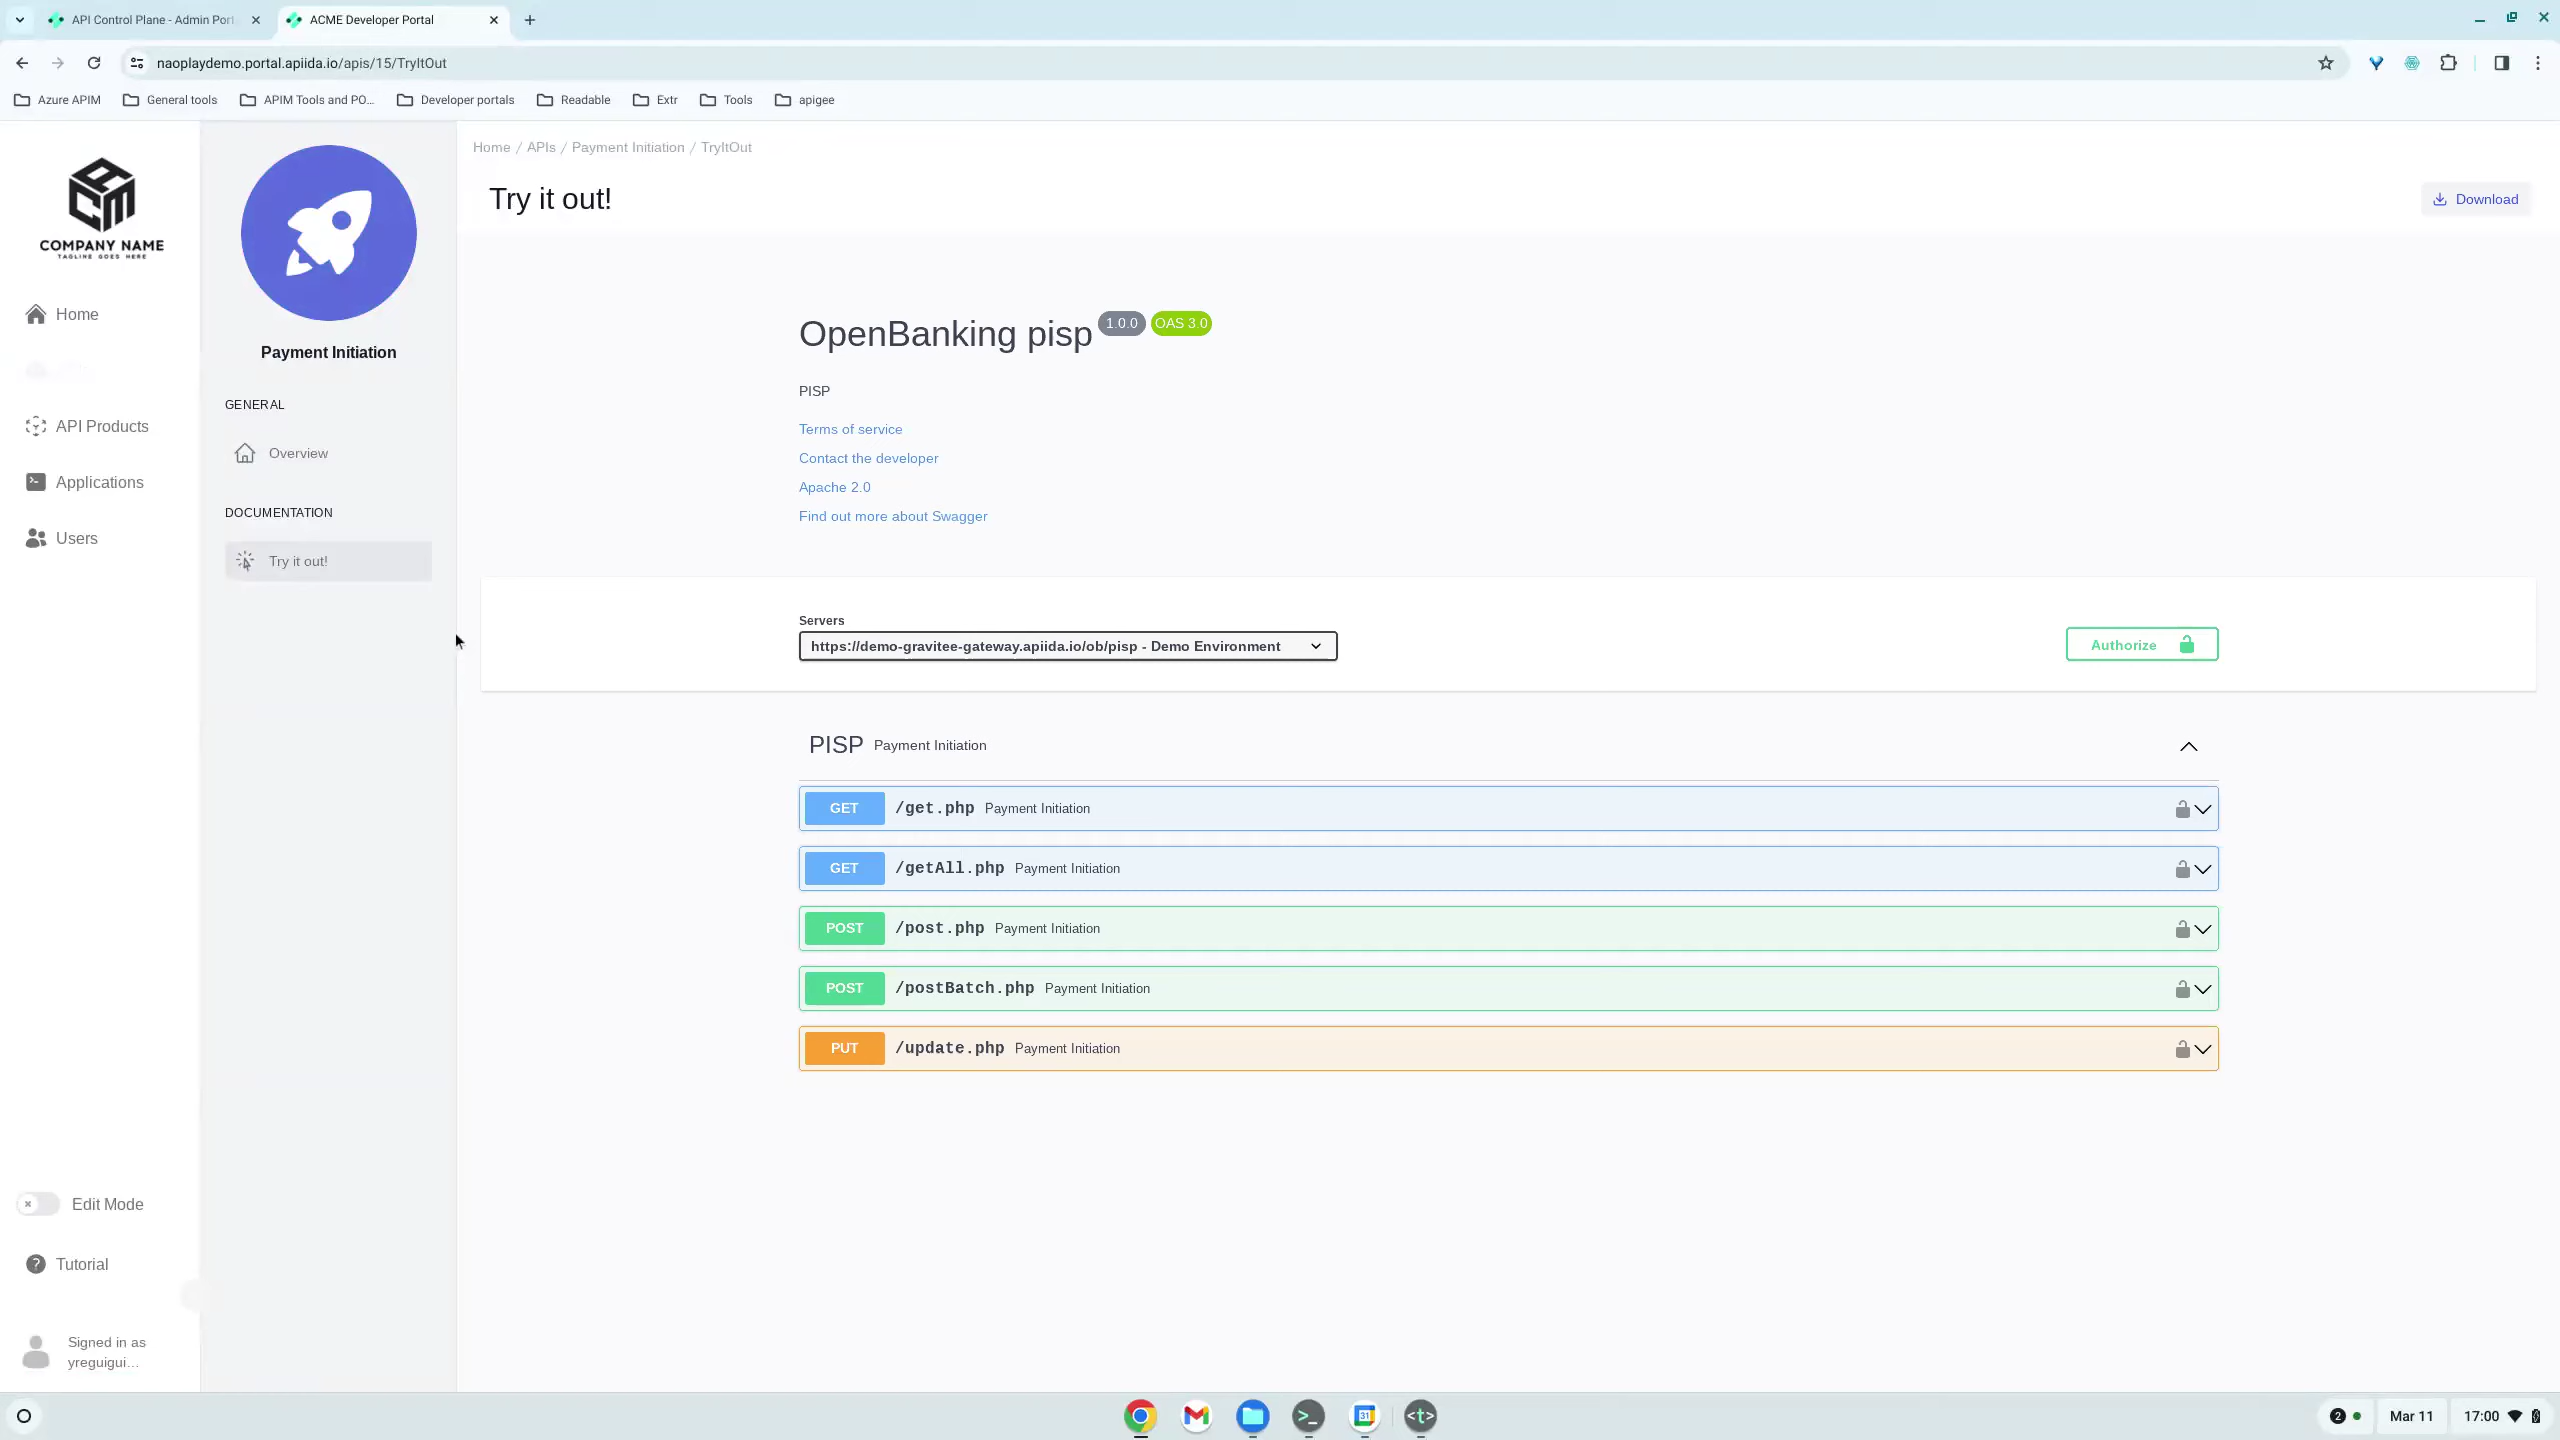 API Control Plane - Admin Port
ACME Developer Portal
naoplaydemo.portal.apiida.io/apis/15/TryItOut
Azure APIM
General tools
APIM Tools and PO...
Developer portals
Readable
Extr
Tools
apigee
COMPANY NAME
TAGLINE GOES HERE
Home
API Products
Applications
Users
Edit Mode
Tutorial
Signed in as
yreguigui...
Payment Initiation
GENERAL
Overview
DOCUMENTATION
Try it out!
Home / APIs / Payment Initiation / TryItOut
Try it out!
Download
OpenBanking pisp 1.0.0 OAS 3.0
PISP
Terms of service
Contact the developer
Apache 2.0
Find out more about Swagger
Servers
https://demo-gravitee-gateway.apiida.io/ob/pisp - Demo Environment
Authorize
PISP Payment Initiation
GET /get.php Payment Initiation
GET /getAll.php Payment Initiation
POST /post.php Payment Initiation
POST /postBatch.php Payment Initiation
PUT /update.php Payment Initiation
31
<t>
2
Mar 11
17:00